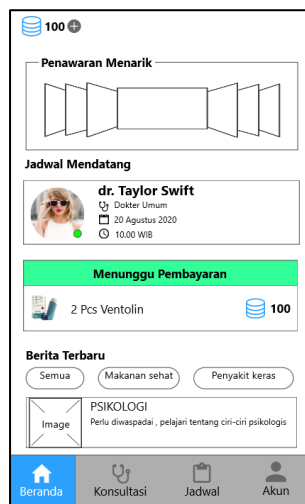 100
Penawaran Menarik
Jadwal Mendatang
dr. Taylor Swift
Dokter Umum
20 Agustus 2020
10.00 WIB
Menunggu Pembayaran
2 Pcs Ventolin
100
Berita Terbaru
Semua
Makanan sehat
Penyakit keras
Image
PSIKOLOGI
Perlu diwaspadai , pelajari tentang ciri-ciri psikologis
Beranda
Konsultasi
Jadwal
Akun